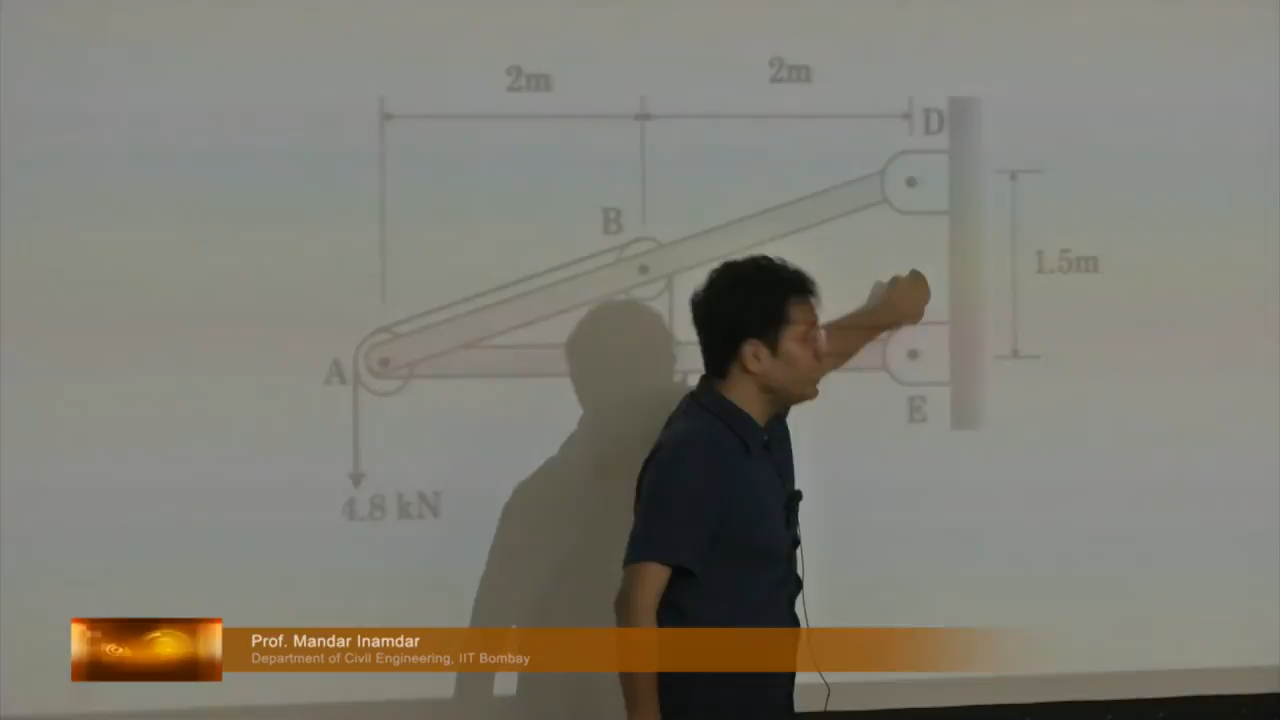 2m
2m
D
B
1.5m
A
E
4.8 kN
Prof. Mandar Inamdar
Department of Civil Engineering, IIT Bombay